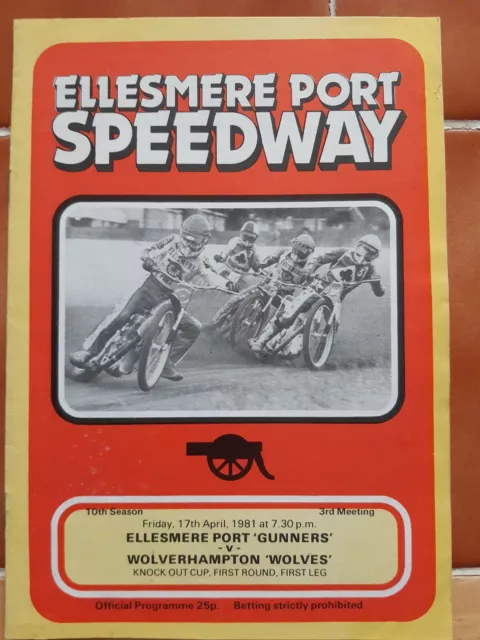 ELLESMERE PORT
SPEEDWAY
10th Season 3rd Meeting
Friday, 17th April, 1981 at 7.30 p.m.
ELLESMERE PORT 'GUNNERS'
-v-
WOLVERHAMPTON 'WOLVES'
KNOCK OUT CUP, FIRST ROUND, FIRST LEG
Official Programme 25p. Betting strictly prohibited